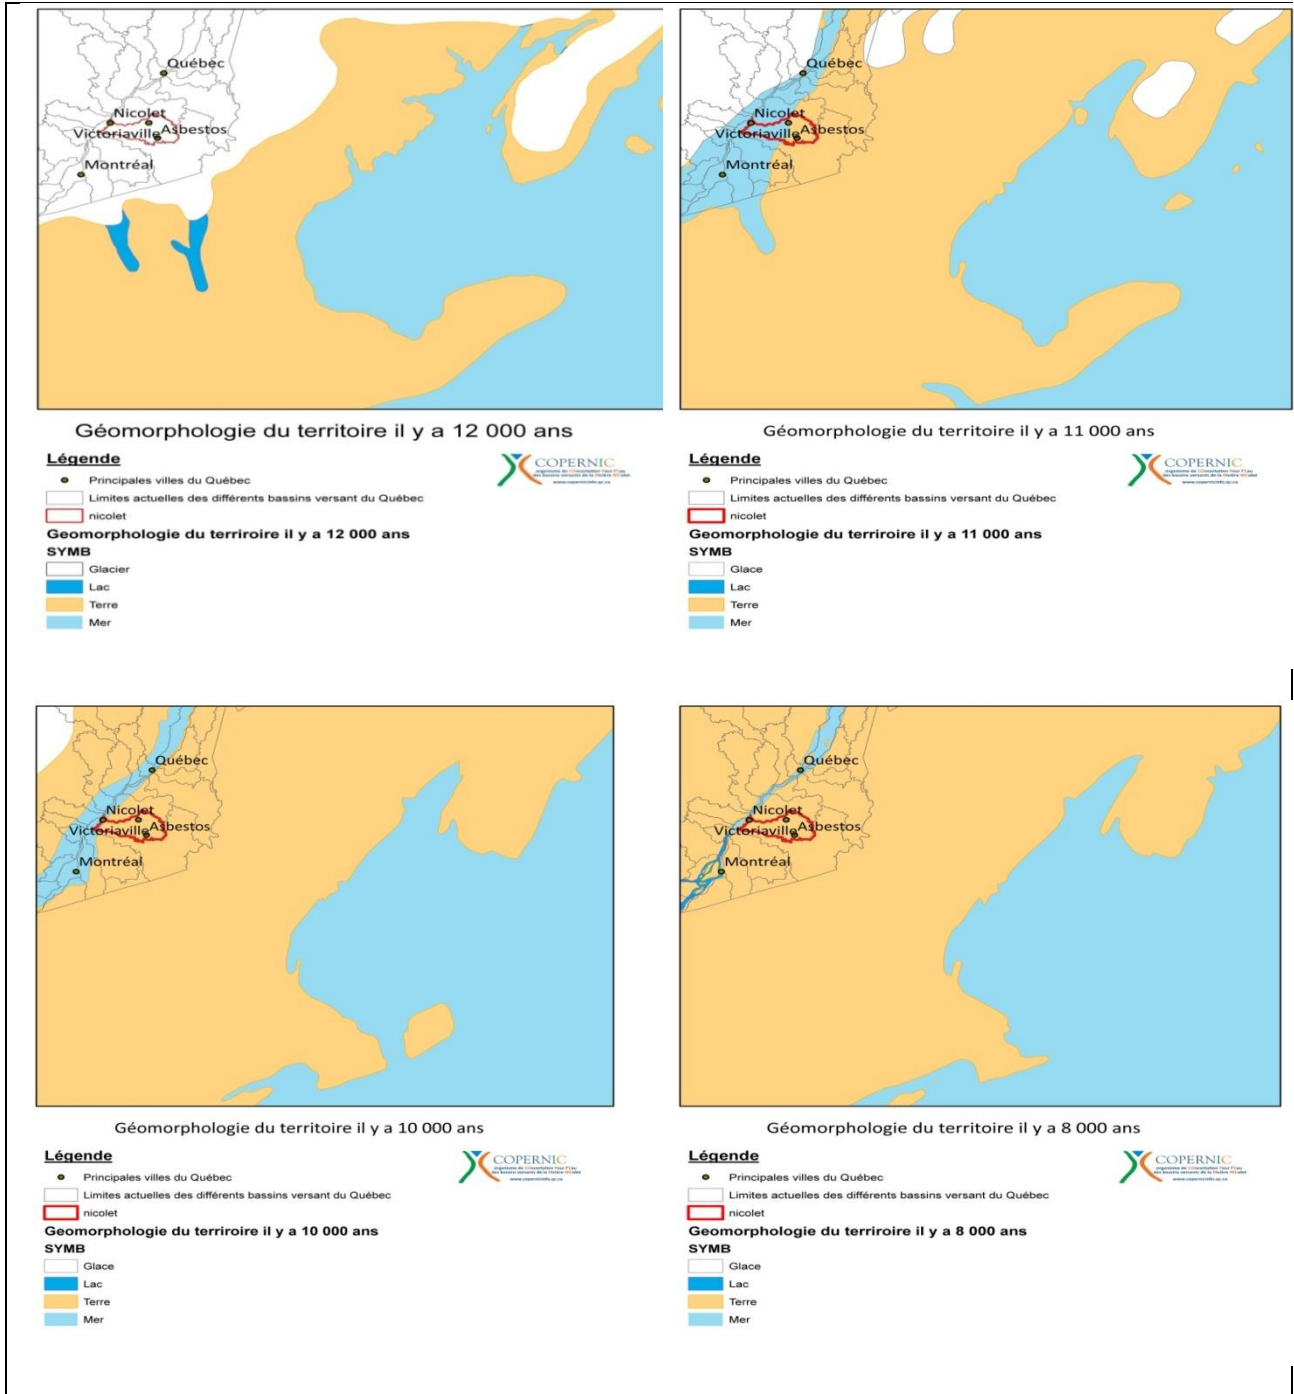 Québec
Nicolet
Victoriaville Asbestos
Montréal
Géomorphologie du territoire il y a 12 000 ans
Légende
COPERNIC
Principales villes du Québec
Limites actuelles des différents bassins versant du Québec
nicolet
Geomorphologie du terriroire il y a 12 000 ans
SYMB
Glacier
Lac
Terre
Mer
Québec
Nicolet
Victoriaville Asbestos
Montréal
Géomorphologie du territoire il y a 11 000 ans
Légende
COPERNIC
Principales villes du Québec
Limites actuelles des différents bassins versant du Québec
nicolet
Geomorphologie du terriroire il y a 11 000 ans
SYMB
Glace
Lac
Terre
Mer
Québec
Nicolet
Victoriaville Asbestos
Montréal
Géomorphologie du territoire il y a 10 000 ans
Légende
COPERNIC
Principales villes du Québec
Limites actuelles des différents bassins versant du Québec
nicolet
Geomorphologie du terriroire il y a 10 000 ans
SYMB
Glace
Lac
Terre
Mer
Québec
Nicolet
Victoriaville Asbestos
Montréal
Géomorphologie du territoire il y a 8 000 ans
Légende
COPERNIC
Principales villes du Québec
Limites actuelles des différents bassins versant du Québec
nicolet
Geomorphologie du terriroire il y a 8 000 ans
SYMB
Glace
Lac
Terre
Mer